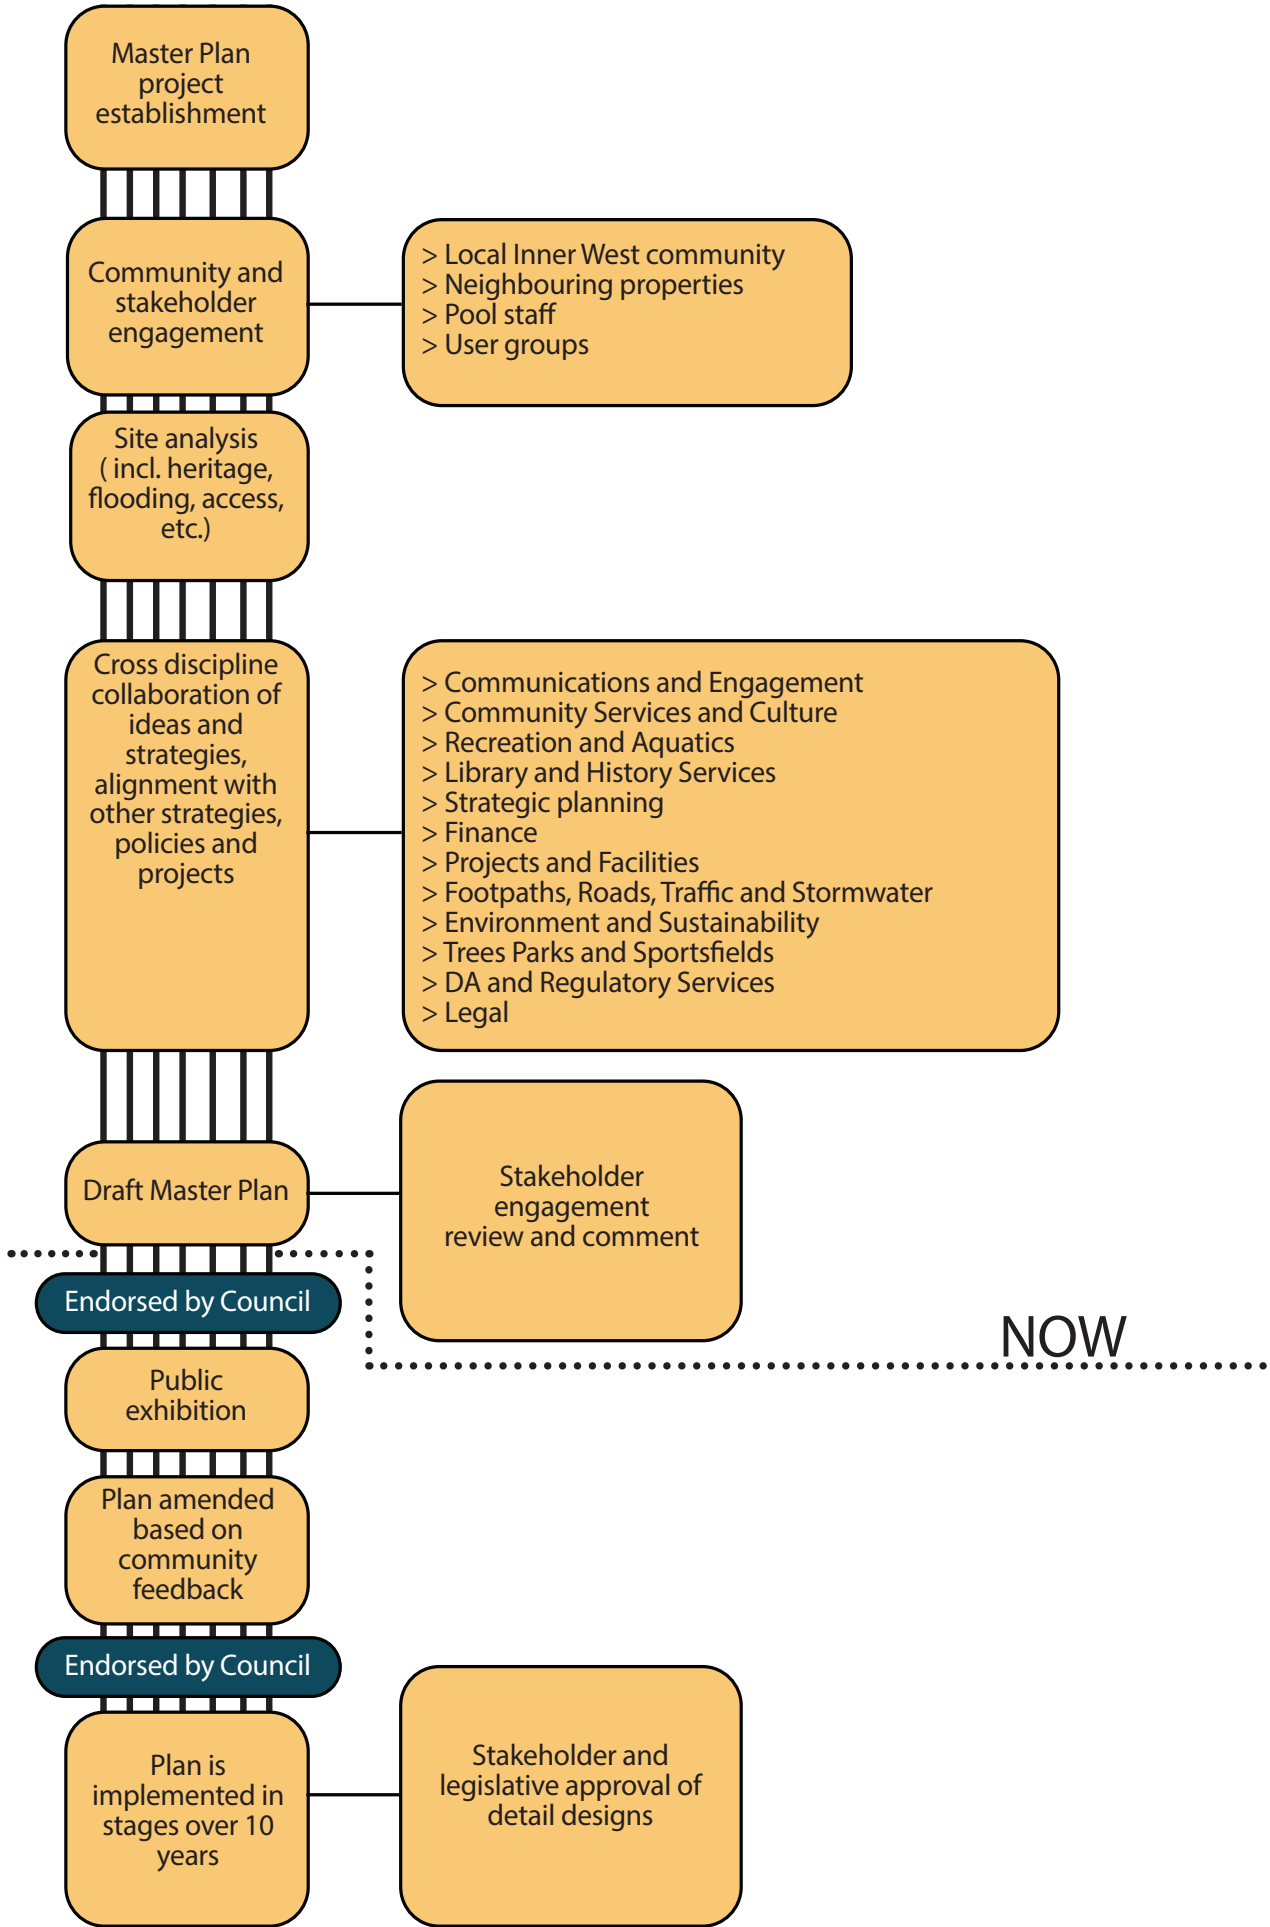 Master Plan
project
establishment
Community and
stakeholder
engagement
> Local Inner West community
> Neighbouring properties
> Pool staff
> User groups
Site analysis
( incl. heritage,
flooding, access,
etc.)
Cross discipline
collaboration of
ideas and
strategies,
alignment with
other strategies,
policies and
projects
> Communications and Engagement
> Community Services and Culture
> Recreation and Aquatics
> Library and History Services
> Strategic planning
> Finance
> Projects and Facilities
> Footpaths, Roads, Traffic and Stormwater
> Environment and Sustainability
> Trees Parks and Sportsfields
> DA and Regulatory Services
> Legal
Draft Master Plan
Stakeholder
engagement
review and comment
Endorsed by Council
NOW
Public
exhibition
Plan amended
based on
community
feedback
Endorsed by Council
Plan is
implemented in
stages over 10
years
Stakeholder and
legislative approval of
detail designs